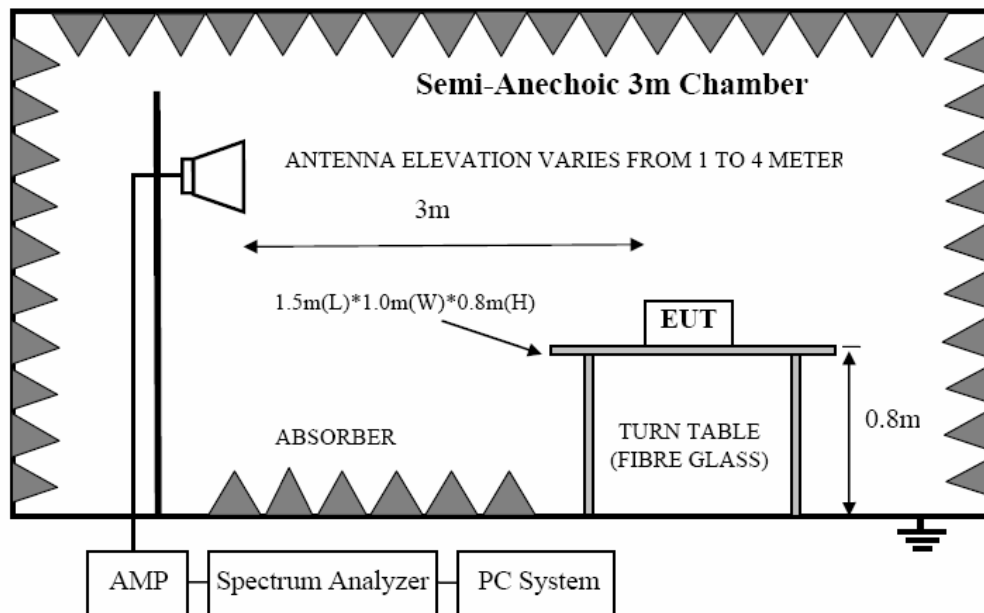 Semi-Anechoic 3m Chamber
ANTENNA ELEVATION VARIES FROM 1 TO 4 METER
3m
1.5m(L)*1.0m(W)*0.8m(H)
EUT
0.8m
ABSORBER
TURN TABLE
(FIBRE GLASS)
AMP
Spectrum Analyzer
PC System